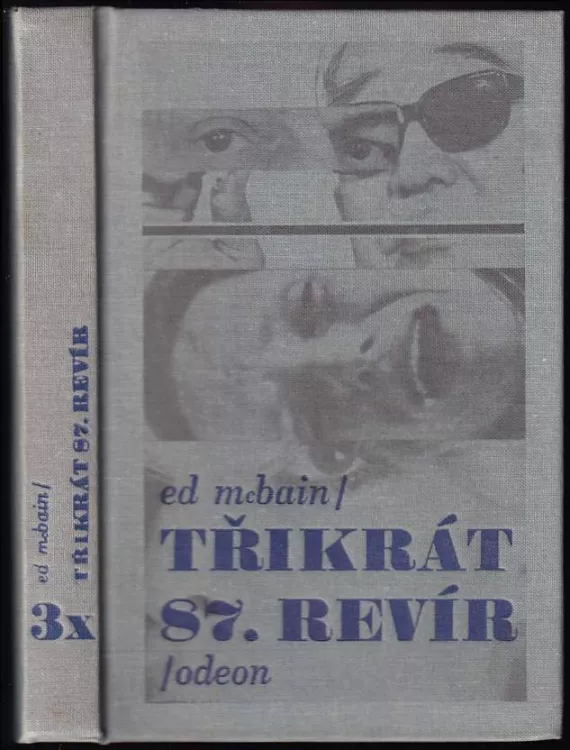 ed mcbain/
TŘIKRÁT 87. REVÍR
3x
ed mcbain/
TŘIKRÁT
87. REVÍR
/odeon